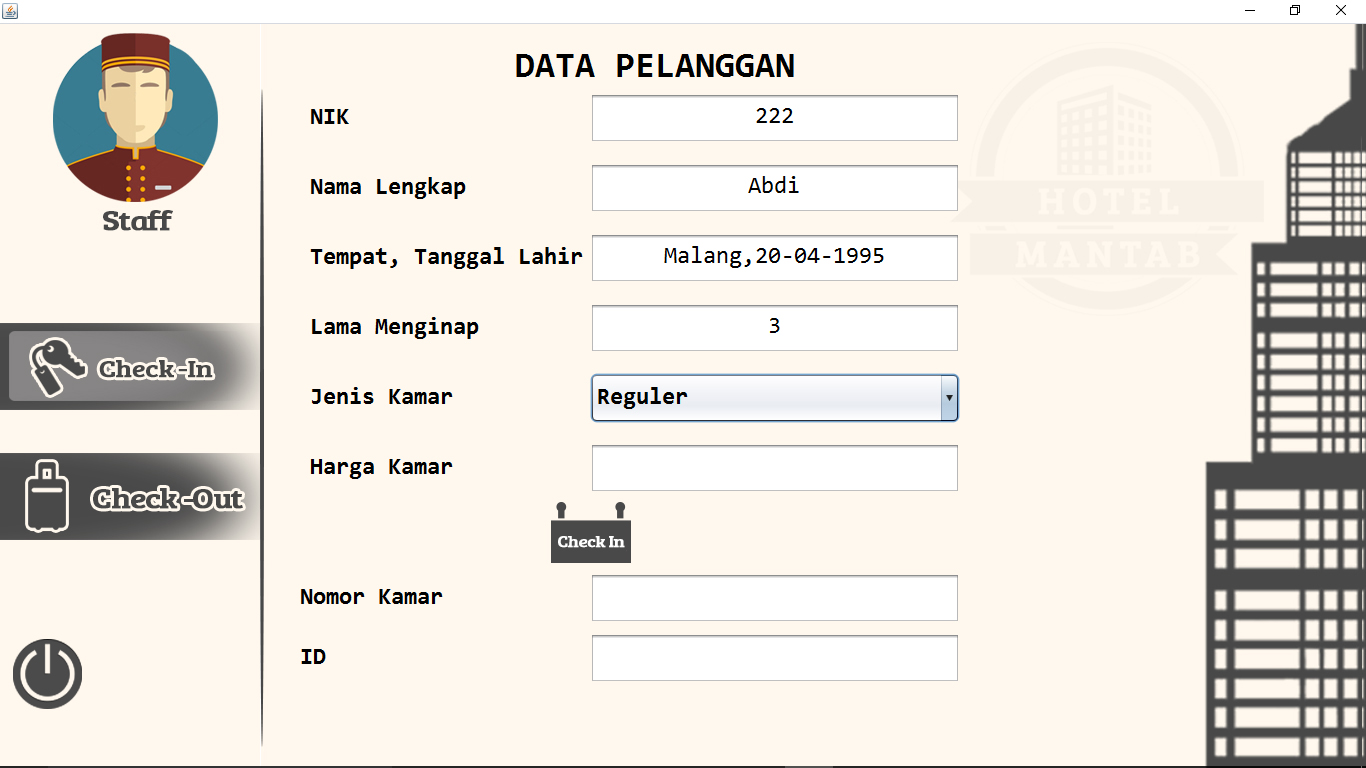 Staff
Check-In
Check-Out
DATA PELANGGAN
NIK 222
Nama Lengkap Abdi
Tempat, Tanggal Lahir Malang,20-04-1995
Lama Menginap 3
Jenis Kamar Reguler
Harga Kamar
Check In
Nomor Kamar
ID
HOTEL
MANTAB